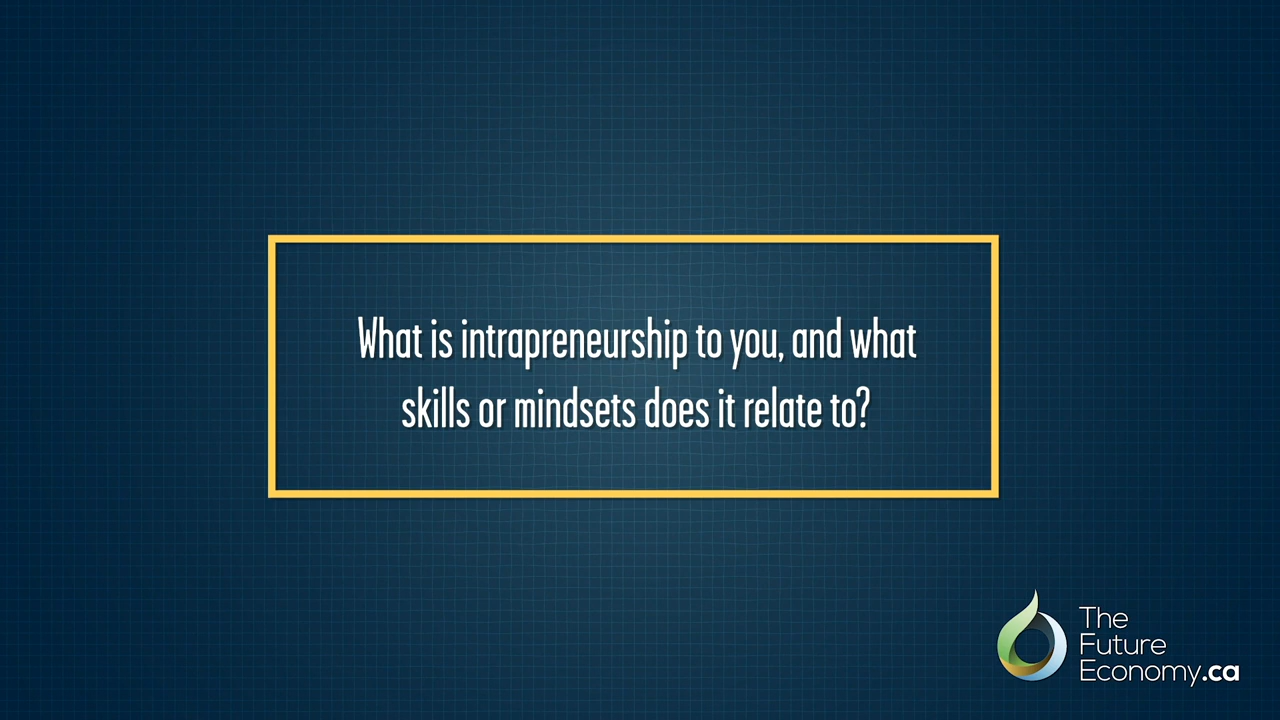 What is intrapreneurship to you, and what
skills or mindsets does it relate to?
The
Future
Economy.ca